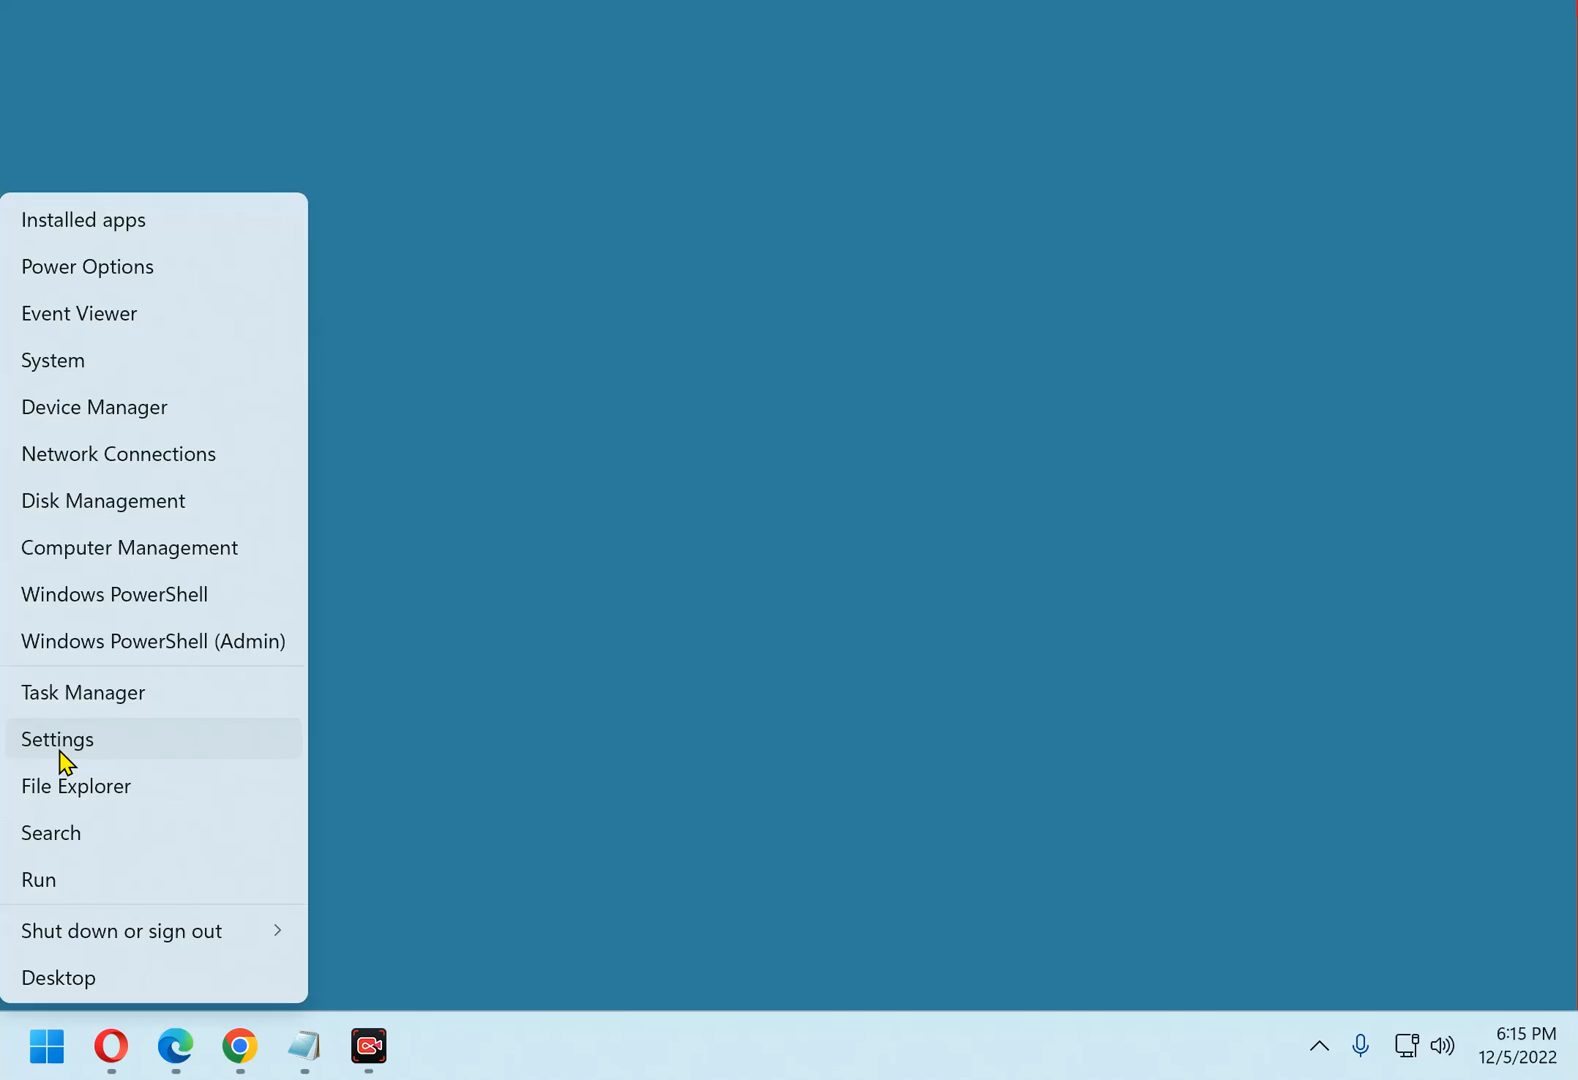 Installed apps
Power Options
Event Viewer
System
Device Manager
Network Connections
Disk Management
Computer Management
Windows PowerShell
Windows PowerShell (Admin)
Task Manager
Settings
File Explorer
Search
Run
Shut down or sign out
Desktop
6:15 PM
12/5/2022